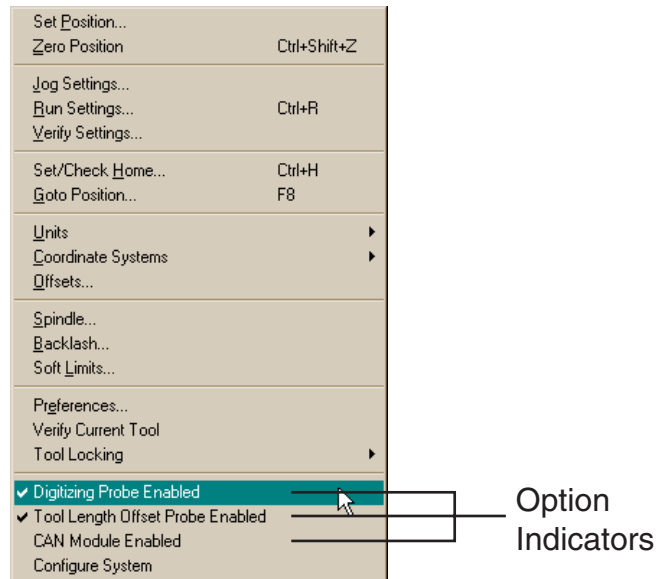 Set Position...
Zero Position Ctrl+Shift+Z
Jog Settings...
Run Settings... Ctrl+R
Verify Settings...
Set/Check Home... Ctrl+H
Goto Position... F8
Units
Coordinate Systems
Offsets...
Spindle...
Backlash...
Soft Limits...
Preferences...
Verify Current Tool
Tool Locking
Digitizing Probe Enabled
Tool Length Offset Probe Enabled
CAN Module Enabled
Configure System
Option
Indicators